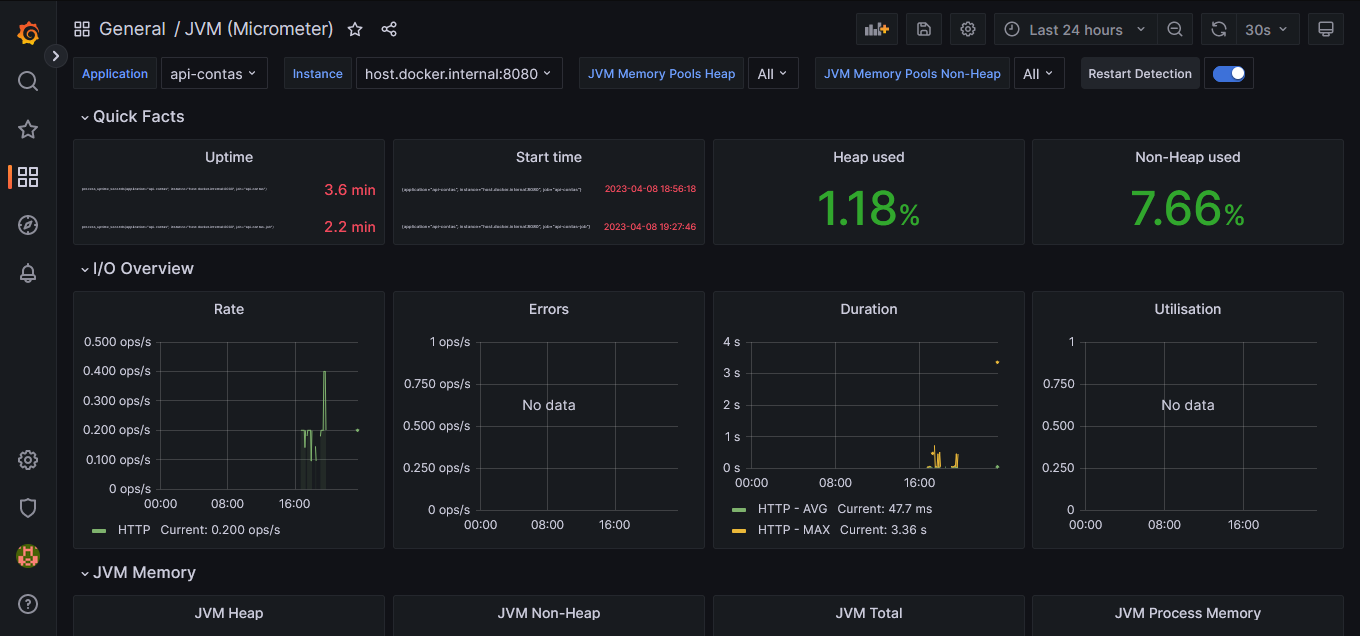 General / JVM (Micrometer)
Last 24 hours
30s
Application api-contas Instance host.docker.internal:8080 JVM Memory Pools Heap All JVM Memory Pools Non-Heap All Restart Detection
Quick Facts
Uptime
3.6 min
2.2 min
Start time
{application="api-contas", instance="host.docker.internal:8080", job="api-contas"} 2023-04-08 18:56:18
{application="api-contas", instance="host.docker.internal:8080", job="api-contas-job"} 2023-04-08 19:27:46
Heap used
1.18%
Non-Heap used
7.66%
I/O Overview
Rate
0.500 ops/s
0.400 ops/s
0.300 ops/s
0.200 ops/s
0.100 ops/s
0 ops/s
00:00 08:00 16:00
HTTP Current: 0.200 ops/s
Errors
1 ops/s
0.750 ops/s
No data
0.500 ops/s
0.250 ops/s
0 ops/s
00:00 08:00 16:00
Duration
4 s
3 s
2 s
1 s
0 s
00:00 08:00 16:00
HTTP - AVG Current: 47.7 ms
HTTP - MAX Current: 3.36 s
Utilisation
1
0.750
No data
0.500
0.250
0
00:00 08:00 16:00
JVM Memory
JVM Heap
JVM Non-Heap
JVM Total
JVM Process Memory